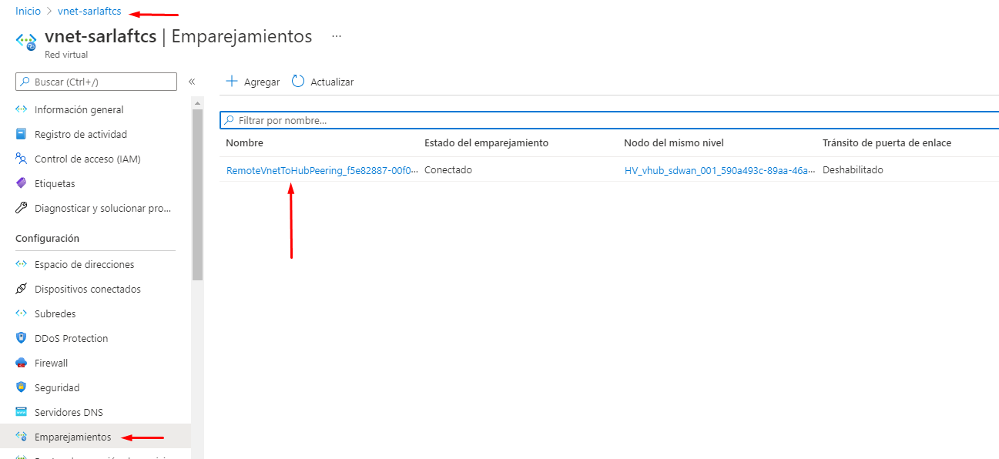 Inicio > vnet-sarlaftcs
vnet-sarlaftcs | Emparejamientos ...
Red virtual
Buscar (Ctrl+/)
«
Información general
Registro de actividad
Control de acceso (IAM)
Etiquetas
Diagnosticar y solucionar pro...
Configuración
Espacio de direcciones
Dispositivos conectados
Subredes
DDoS Protection
Firewall
Seguridad
Servidores DNS
Emparejamientos
Agregar Actualizar
Filtrar por nombre...
Nombre Estado del emparejamiento Nodo del mismo nivel Tránsito de puerta de enlace
RemoteVnetToHubPeering_f5e82887-00f0... Conectado HV_vhub_sdwan_001_590a493c-89aa-46a... Deshabilitado